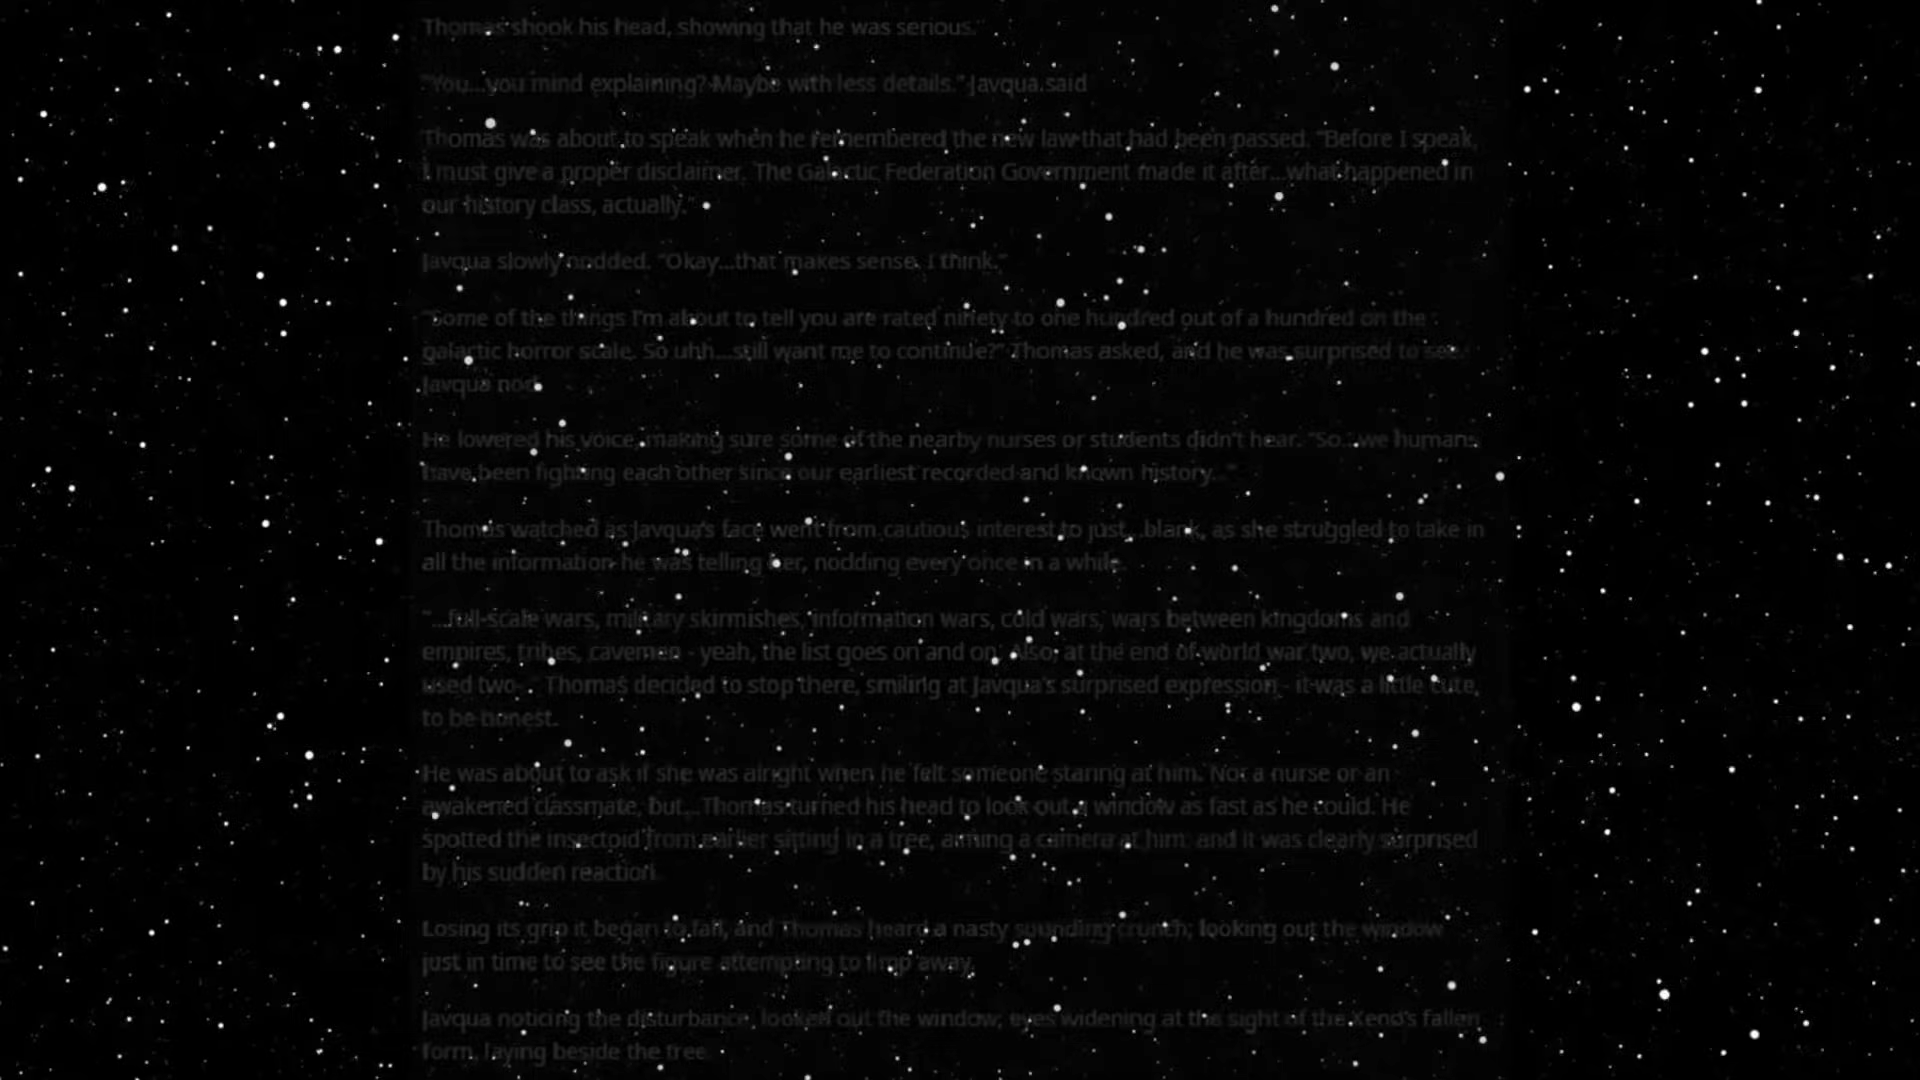 Thomas shook his head, showing that he was serious.
"You...you mind explaining? Maybe with less details." Javqua said
Thomas was about to speak when he remembered the new law that had been passed. "Before I speak,
I must give a proper disclaimer. The Galactic Federation Government made it after...what happened in
our history class, actually."
Javqua slowly nodded. "Okay...that makes sense, I think."
"Some of the things I'm about to tell you are rated ninety to one hundred out of a hundred on the
galactic horror scale. So uhh...still want me to continue?" Thomas asked, and he was surprised to see
Javqua nod.
He lowered his voice, making sure some of the nearby nurses or students didn't hear. "So...we humans
have been fighting each other since our earliest recorded and known history..."
Thomas watched as Javqua's face went from cautious interest to just...blank, as she struggled to take in
all the information he was telling her, nodding every once in a while.
"...full-scale wars, military skirmishes, information wars, cold wars, wars between kingdoms and
empires, tribes, cavemen - yeah, the list goes on and on. Also, at the end of world war two, we actually
used two-.. Thomas decided to stop there, smiling at Javqua's surprised expression - it was a little cute,
to be honest.
He was about to ask if she was alright when he felt someone staring at him. Not a nurse or an
awakened classmate, but...Thomas turned his head to look out a window as fast as he could. He
spotted the insectoid from earlier sitting in a tree, aiming a camera at him: and it was clearly surprised
by his sudden reaction.
Losing its grip it began to fall, and Thomas heard a nasty sounding crunch; looking out the window
just in time to see the figure attempting to limp away.
Javqua noticing the disturbance, looked out the window; eyes widening at the sight of the Xeno's fallen
form, laying beside the tree.